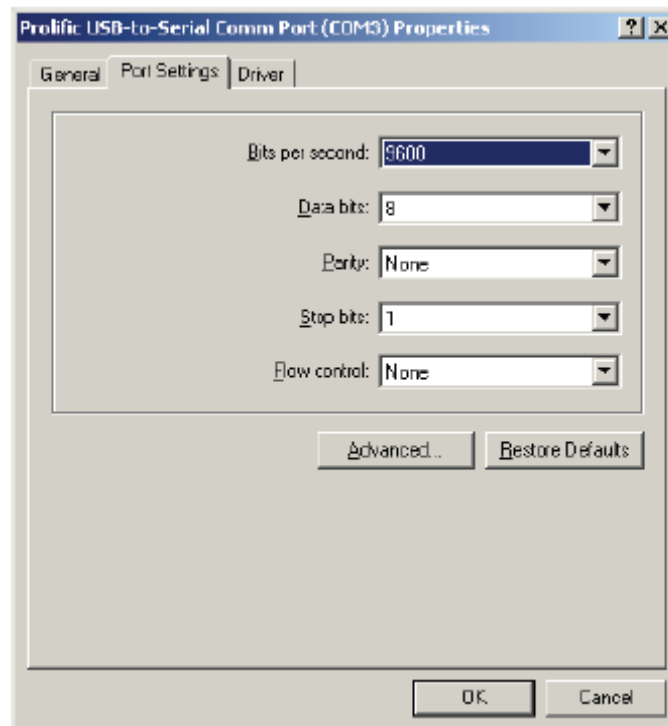 Prolific USB-to-Serial Comm Port (COM3) Properties ? X
General Port Settings Driver
Bits per second: 9600
Data bits: 8
Parity: None
Stop bits: 1
Flow control: None
Advanced... Restore Defaults
OK Cancel